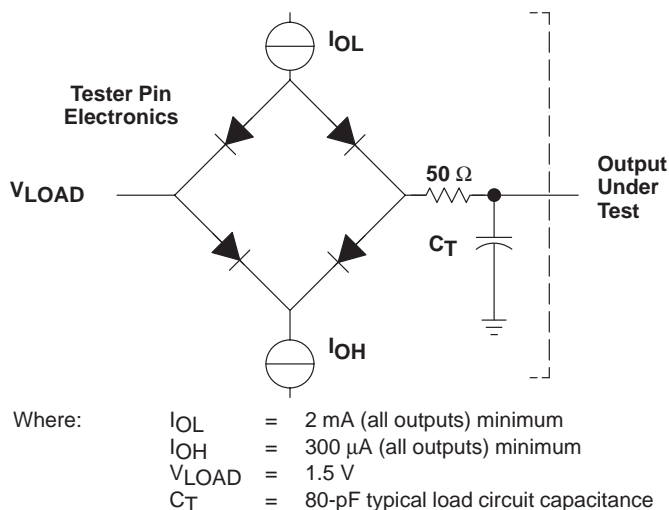 IOL
Tester Pin
Electronics
VLOAD
50 Ω
CT
Output
Under
Test
IOH
Where: IOL = 2 mA (all outputs) minimum
IOH = 300 μA (all outputs) minimum
VLOAD = 1.5 V
CT = 80-pF typical load circuit capacitance